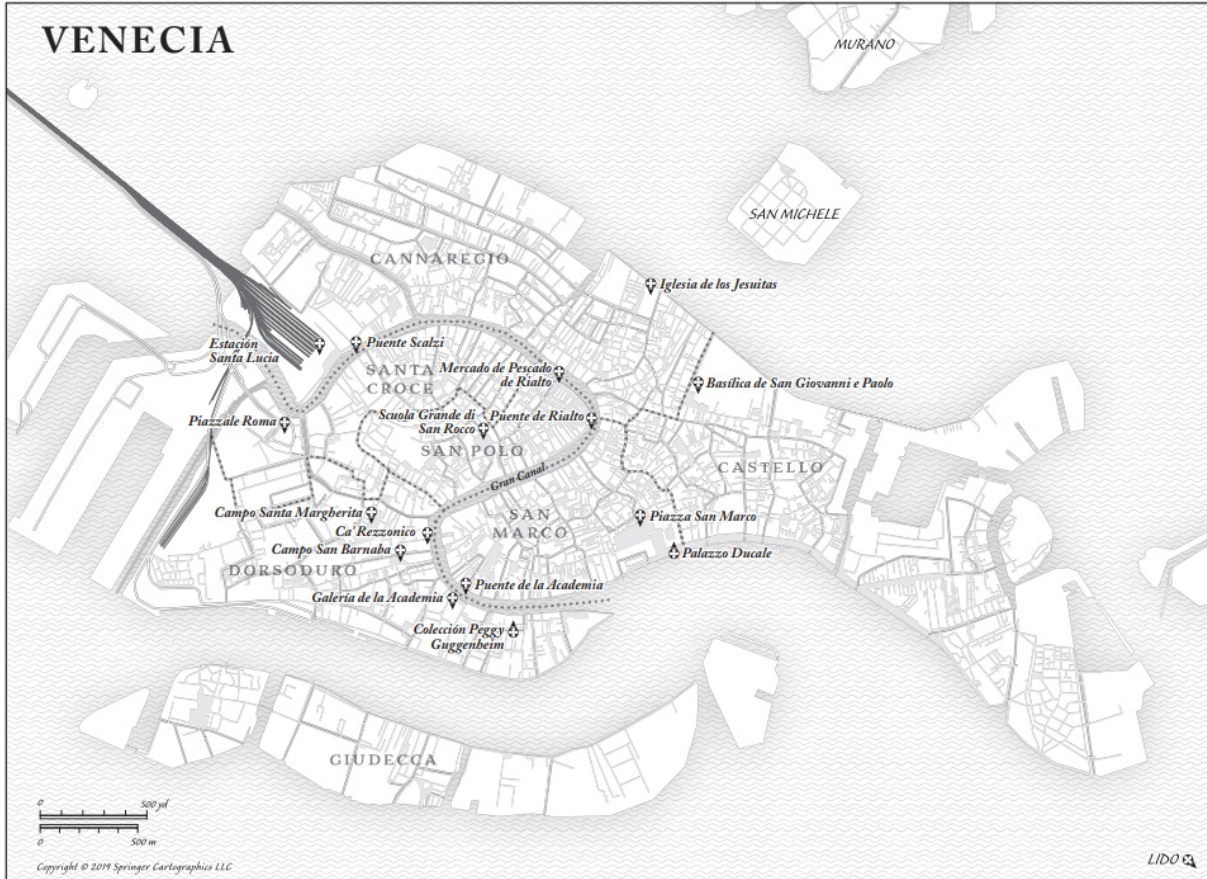 VENECIA
MURANO
SAN MICHELE
CANNAREGIO
Iglesia de los Jesuitas
Estación
Santa Lucia
Puente Scalzi
SANTA
CROCE
Mercado de Pescado
de Rialto
Basílica de San Giovanni e Paolo
Piazzale Roma
Scuola Grande di
San Rocco
Puente de Rialto
SAN POLO
CASTELLO
Gran Canal
Campo Santa Margherita
SAN
MARCO
Piazza San Marco
Ca' Rezzonico
Campo San Barnaba
Palazzo Ducale
DORSODURO
Puente de la Academia
Galería de la Academia
Colección Peggy
Guggenheim
GIUDECCA
0 500 yd
0 500 m
Copyright © 2019 Springer Cartographics LLC
LIDO